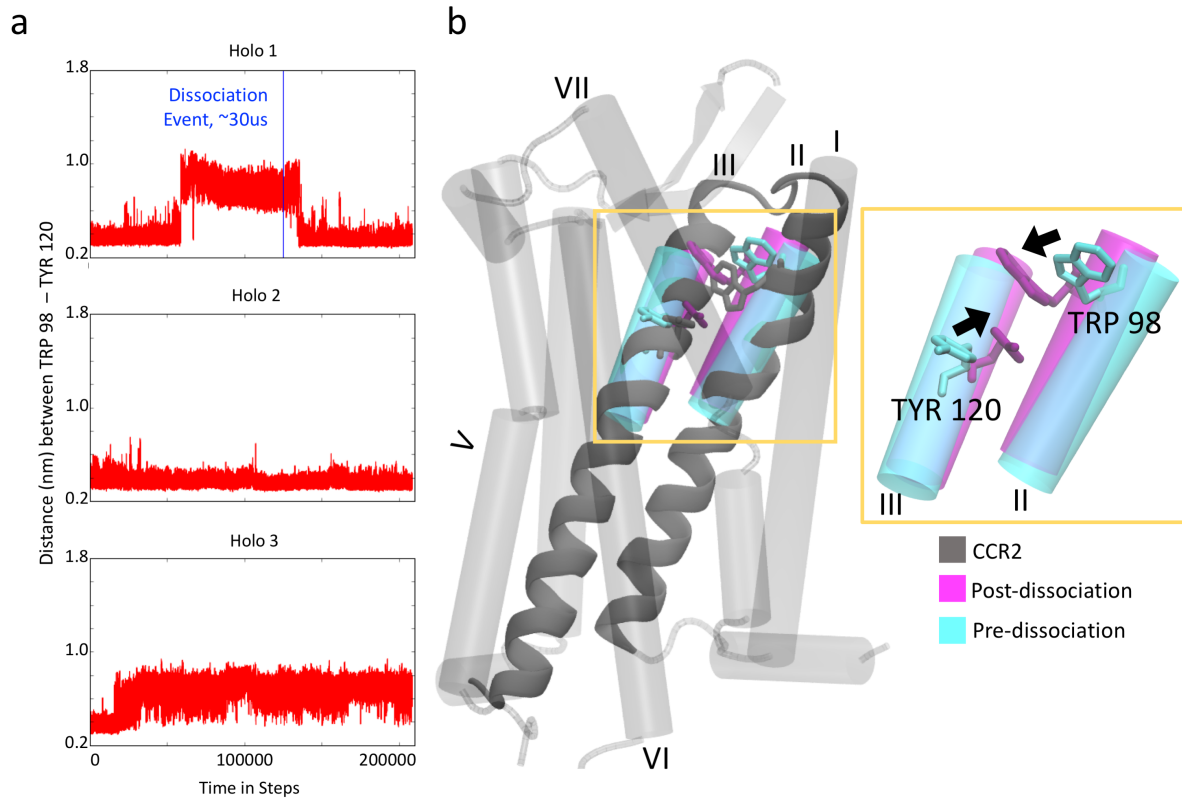 a
b
Distance (nm) between TRP 98 – TYR 120
Holo 1
1.8
1.0
0.2
Dissociation
Event, ~30us
Holo 2
1.8
1.0
0.2
Holo 3
1.8
1.0
0.2
0
100000
200000
Time in Steps
VII
III
II
I
V
VI
TRP 98
TYR 120
III
II
CCR2
Post-dissociation
Pre-dissociation